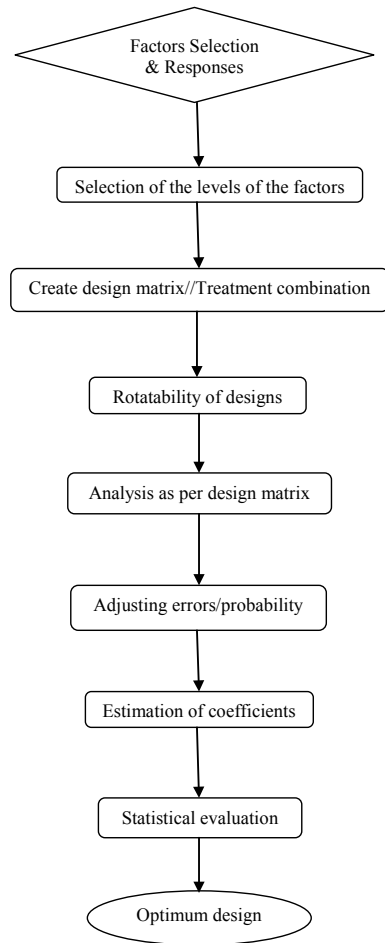 Factors Selection
& Responses
Selection of the levels of the factors
Create design matrix//Treatment combination
Rotatability of designs
Analysis as per design matrix
Adjusting errors/probability
Estimation of coefficients
Statistical evaluation
Optimum design